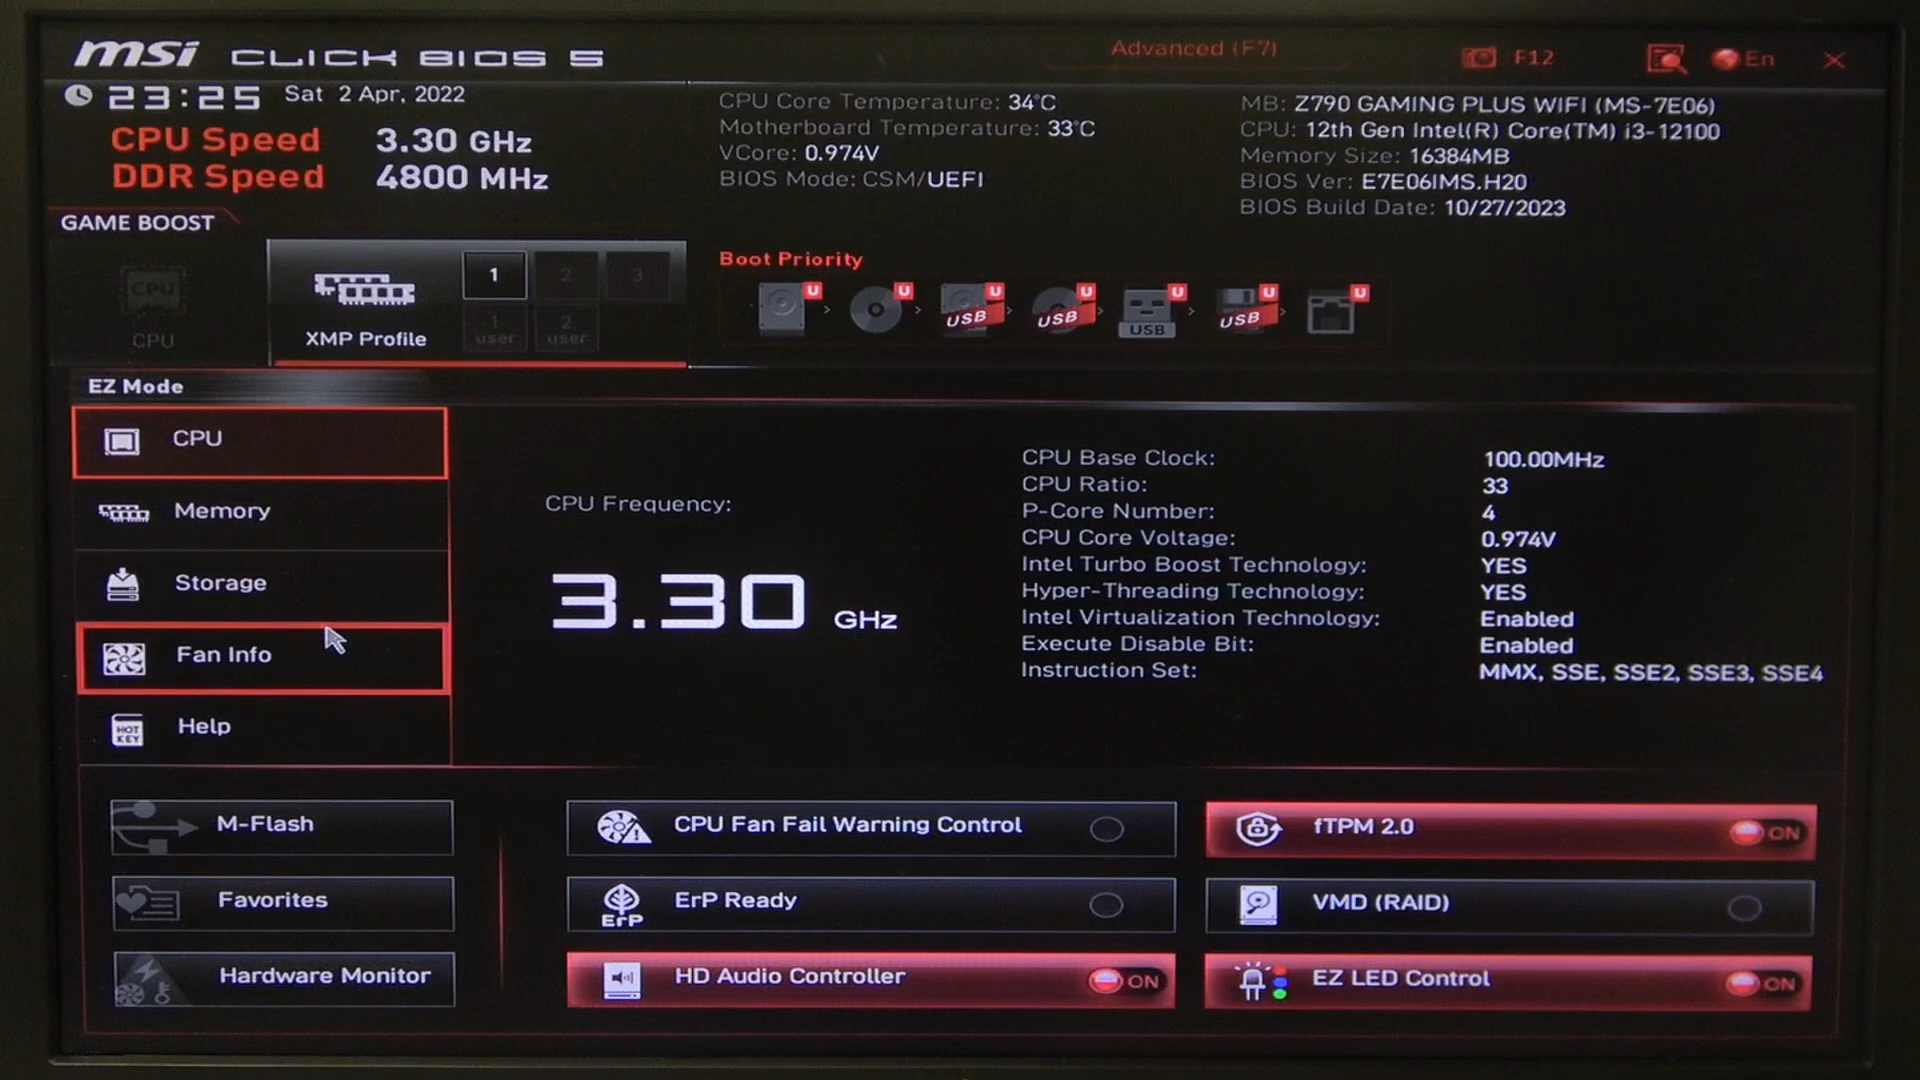 msi CLICK BIOS 5
Advanced (F7)
F12
En
23:25 Sat 2 Apr, 2022
CPU Speed 3.30 GHz
DDR Speed 4800 MHz
CPU Core Temperature: 34°C
Motherboard Temperature: 33°C
VCore: 0.974V
BIOS Mode: CSM/UEFI
MB: Z790 GAMING PLUS WIFI (MS-7E06)
CPU: 12th Gen Intel(R) Core(TM) i3-12100
Memory Size: 16384MB
BIOS Ver: E7E06IMS.H20
BIOS Build Date: 10/27/2023
GAME BOOST
CPU
CPU
XMP Profile
1 2 3
1 user
2 user
Boot Priority
U U U U U U U
USB USB USB USB
EZ Mode
CPU
Memory
Storage
Fan Info
HOT KEY
Help
CPU Frequency:
3.30 GHz
CPU Base Clock: 100.00MHz
CPU Ratio: 33
P-Core Number: 4
CPU Core Voltage: 0.974V
Intel Turbo Boost Technology: YES
Hyper-Threading Technology: YES
Intel Virtualization Technology: Enabled
Execute Disable Bit: Enabled
Instruction Set: MMX, SSE, SSE2, SSE3, SSE4
M-Flash
Favorites
Hardware Monitor
CPU Fan Fail Warning Control
ErP
ErP Ready
HD Audio Controller ON
fTPM 2.0 ON
VMD (RAID)
EZ LED Control ON